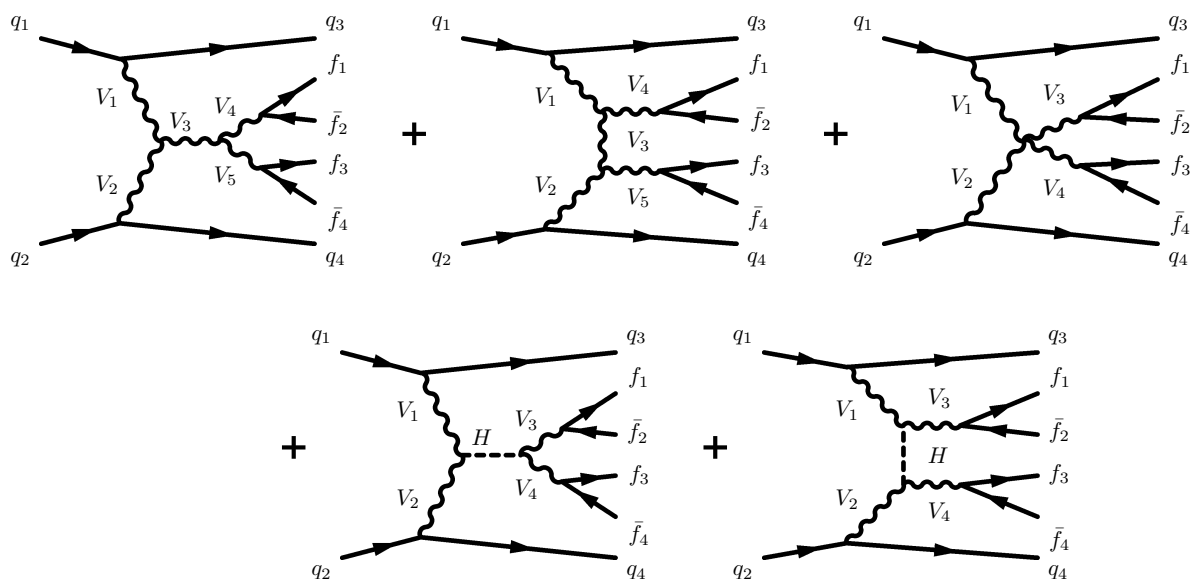 q₁ q₃ q₁ q₃ q₁ q₃
f₁ f₁ f₁
V₁ V₄ V₁ V₄ V₁ V₃
V₃ f̄₂ + V₃ f̄₂ + f̄₂
f₃ f₃ f₃
V₂ V₅ V₂ V₅ V₂ V₄
f̄₄ f̄₄ f̄₄
q₂ q₄ q₂ q₄ q₂ q₄
q₁ q₃ q₁ q₃
f₁ f₁
V₁ V₃ V₁ V₃
+ H f̄₂ + H f̄₂
f₃ f₃
V₂ V₄ V₂ V₄
f̄₄ f̄₄
q₂ q₄ q₂ q₄